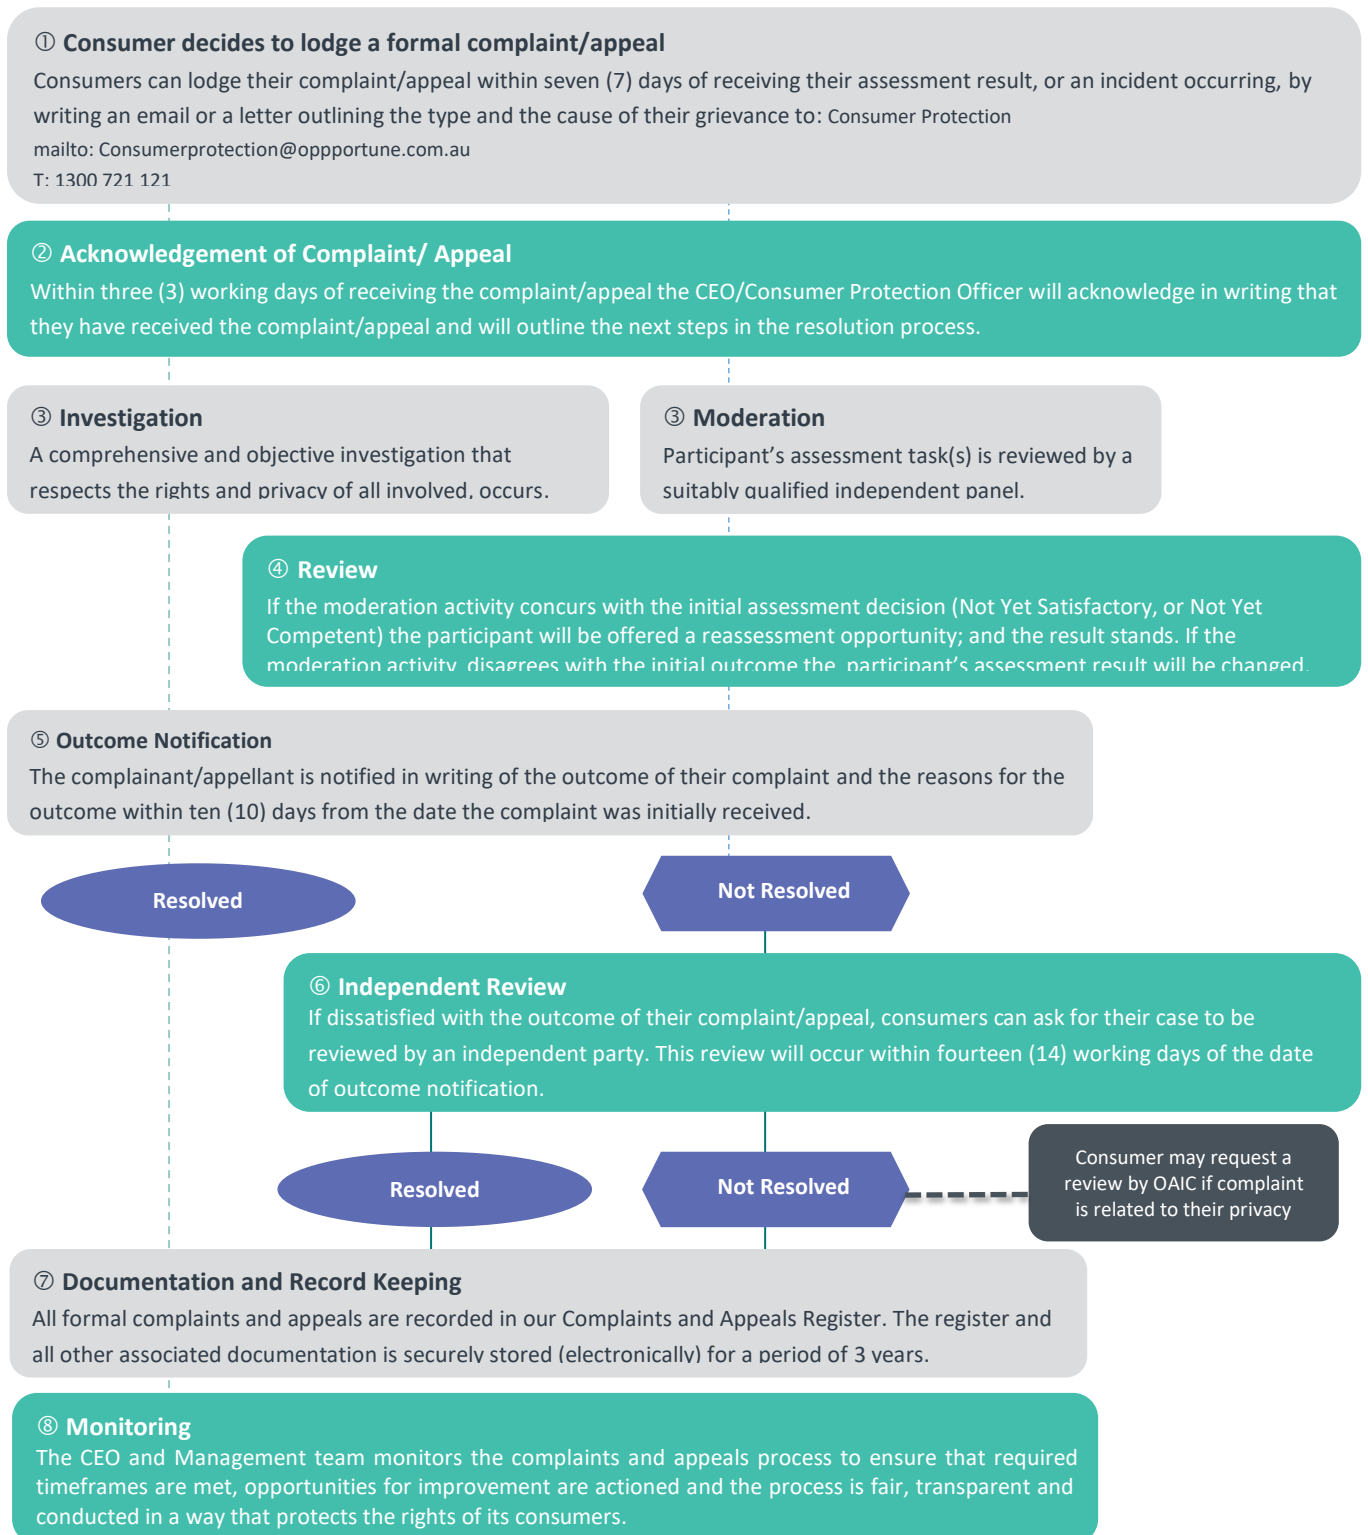 ① Consumer decides to lodge a formal complaint/appeal
Consumers can lodge their complaint/appeal within seven (7) days of receiving their assessment result, or an incident occurring, by
writing an email or a letter outlining the type and the cause of their grievance to: Consumer Protection
mailto: Consumerprotection@oppportune.com.au
T: 1300 721 121
② Acknowledgement of Complaint/ Appeal
Within three (3) working days of receiving the complaint/appeal the CEO/Consumer Protection Officer will acknowledge in writing that
they have received the complaint/appeal and will outline the next steps in the resolution process.
③ Investigation
A comprehensive and objective investigation that
respects the rights and privacy of all involved, occurs.
③ Moderation
Participant's assessment task(s) is reviewed by a
suitably qualified independent panel.
④ Review
If the moderation activity concurs with the initial assessment decision (Not Yet Satisfactory, or Not Yet
Competent) the participant will be offered a reassessment opportunity; and the result stands. If the
moderation activity, disagrees with the initial outcome the participant's assessment result will be changed.
⑤ Outcome Notification
The complainant/appellant is notified in writing of the outcome of their complaint and the reasons for the
outcome within ten (10) days from the date the complaint was initially received.
Resolved
Not Resolved
⑥ Independent Review
If dissatisfied with the outcome of their complaint/appeal, consumers can ask for their case to be
reviewed by an independent party. This review will occur within fourteen (14) working days of the date
of outcome notification.
Resolved
Not Resolved
Consumer may request a
review by OAIC if complaint
is related to their privacy
⑦ Documentation and Record Keeping
All formal complaints and appeals are recorded in our Complaints and Appeals Register. The register and
all other associated documentation is securely stored (electronically) for a period of 3 years.
⑧ Monitoring
The CEO and Management team monitors the complaints and appeals process to ensure that required
timeframes are met, opportunities for improvement are actioned and the process is fair, transparent and
conducted in a way that protects the rights of its consumers.